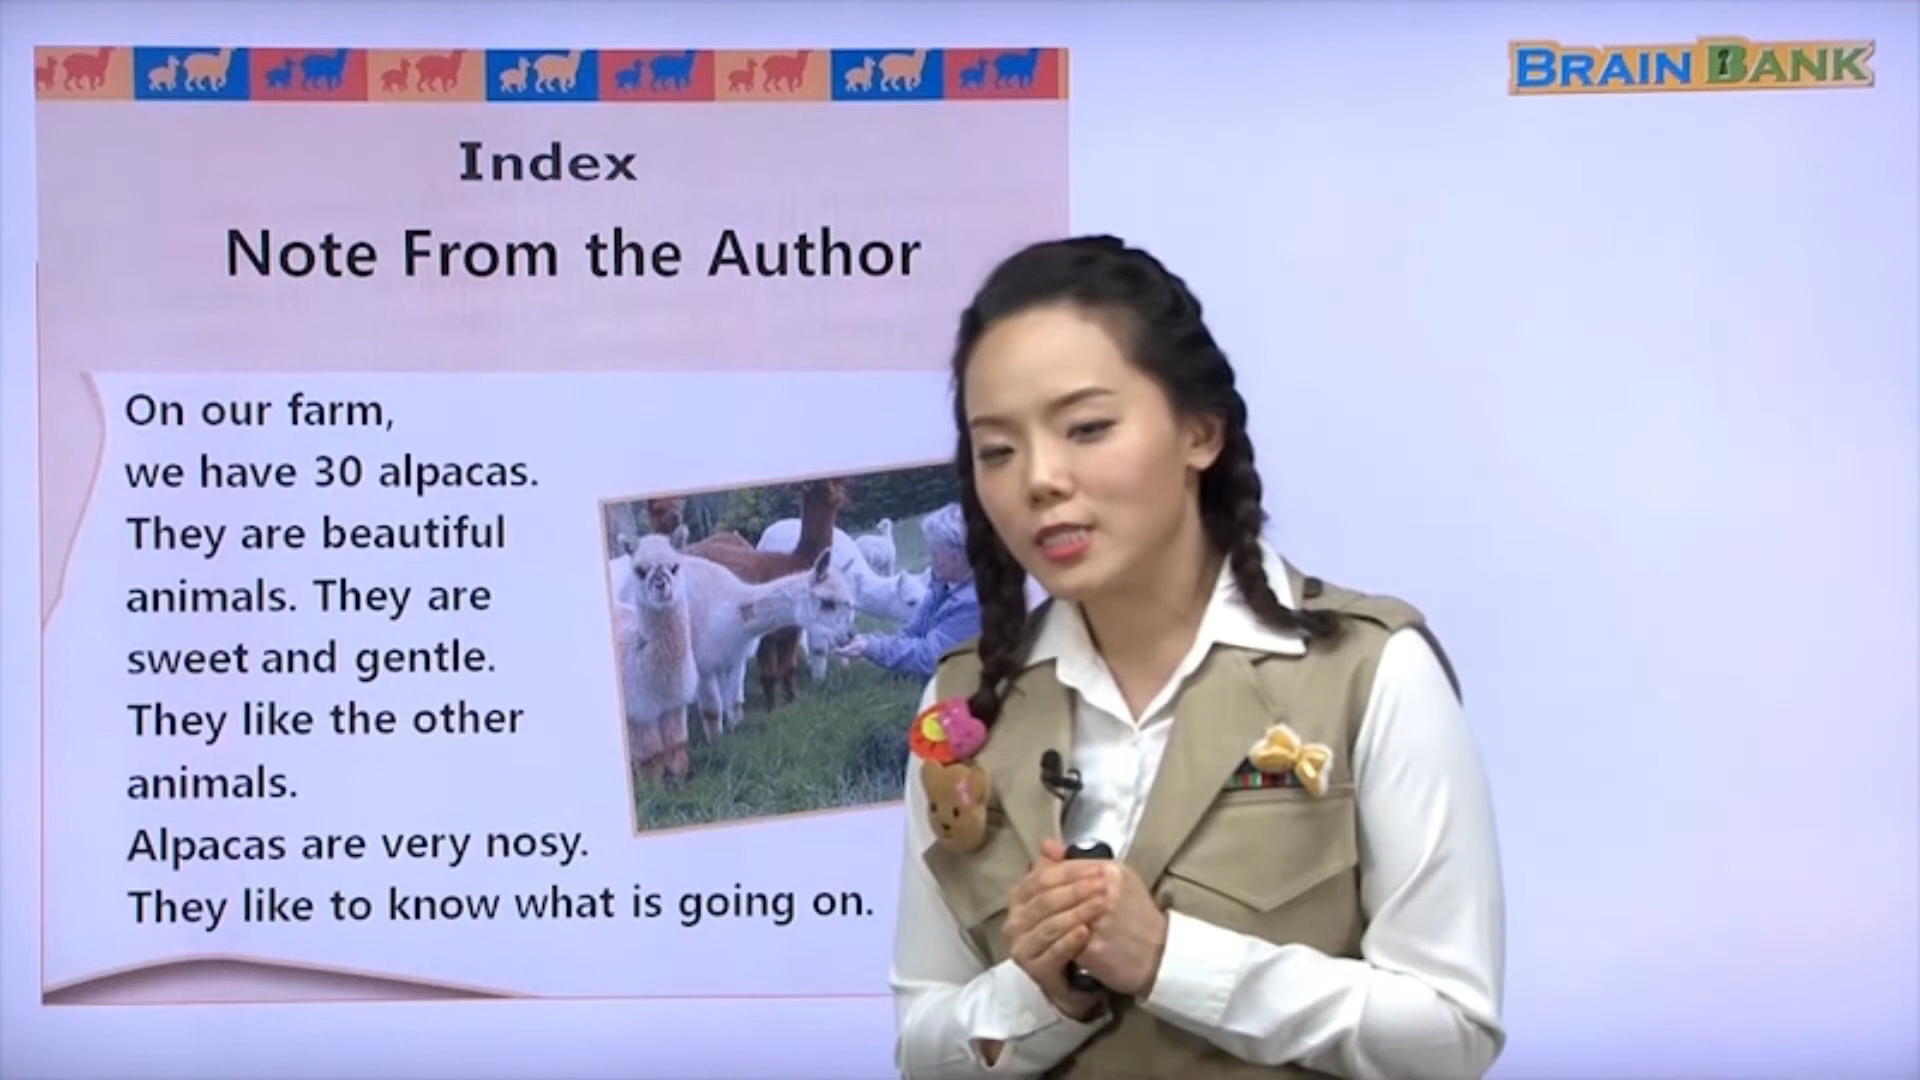 BRAIN BANK
Index
Note From the Author
On our farm,
we have 30 alpacas.
They are beautiful
animals. They are
sweet and gentle.
They like the other
animals.
Alpacas are very nosy.
They like to know what is going on.